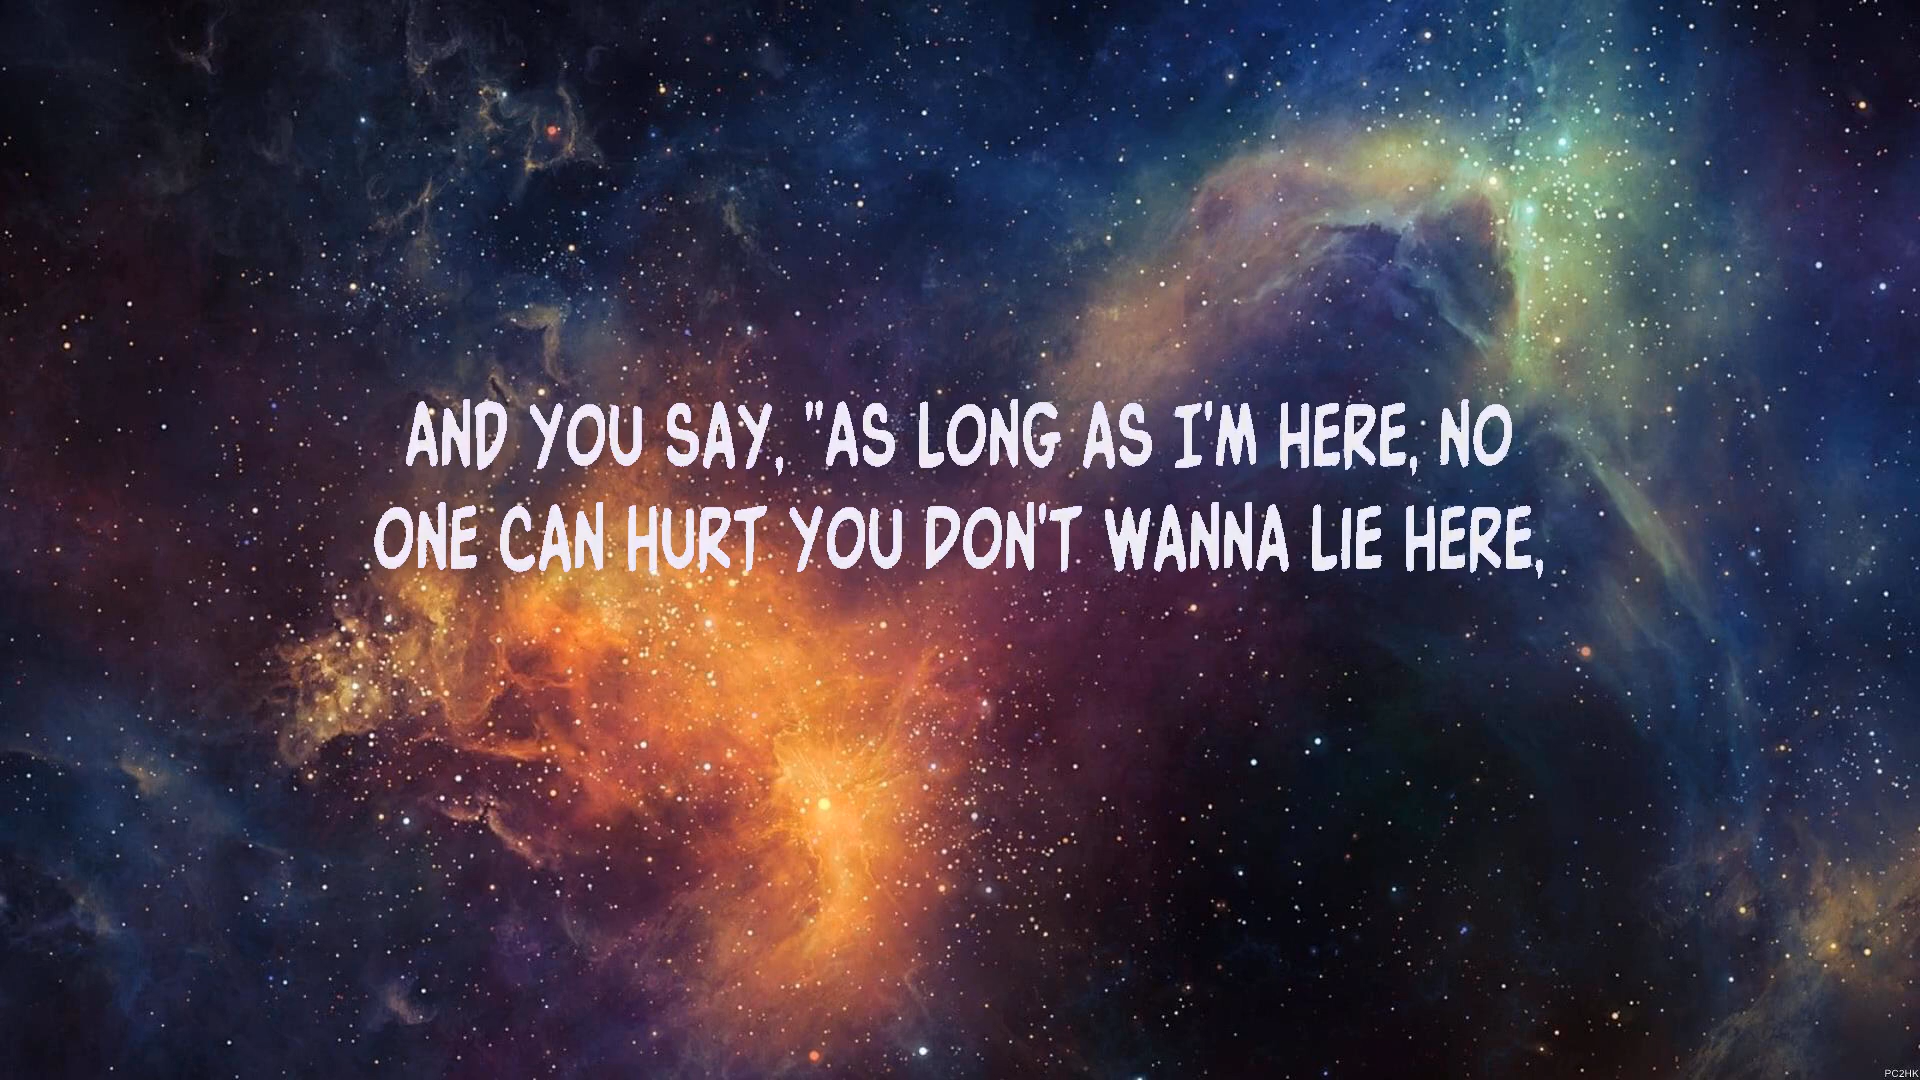 AND YOU SAY, "AS LONG AS I'M HERE, NO
ONE CAN HURT YOU DON'T WANNA LIE HERE,
PC2HK